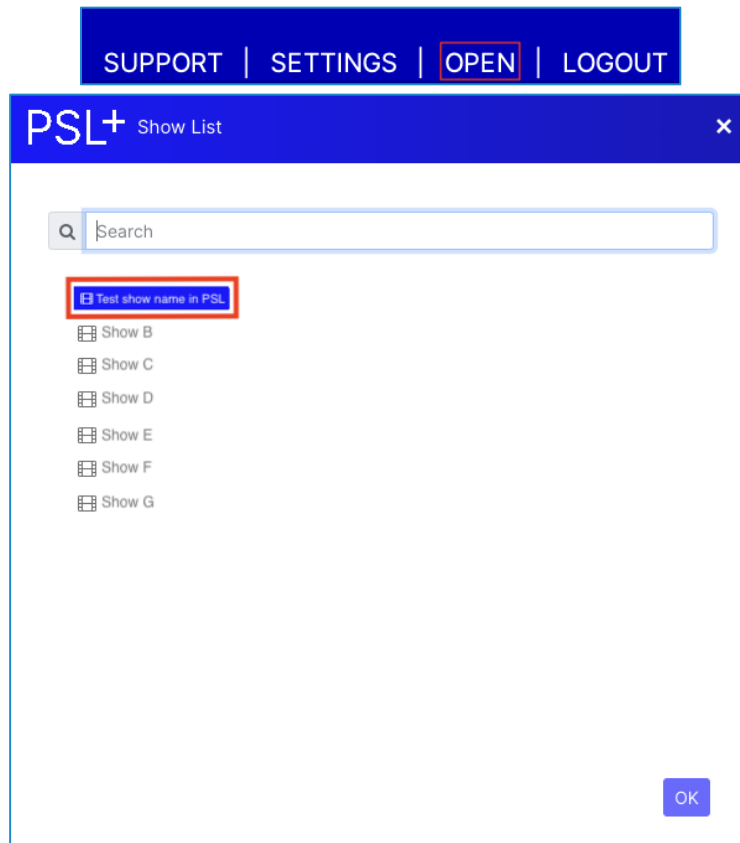 SUPPORT | SETTINGS | OPEN | LOGOUT
PSL+ Show List ×
Search
Test show name in PSL
Show B
Show C
Show D
Show E
Show F
Show G
OK